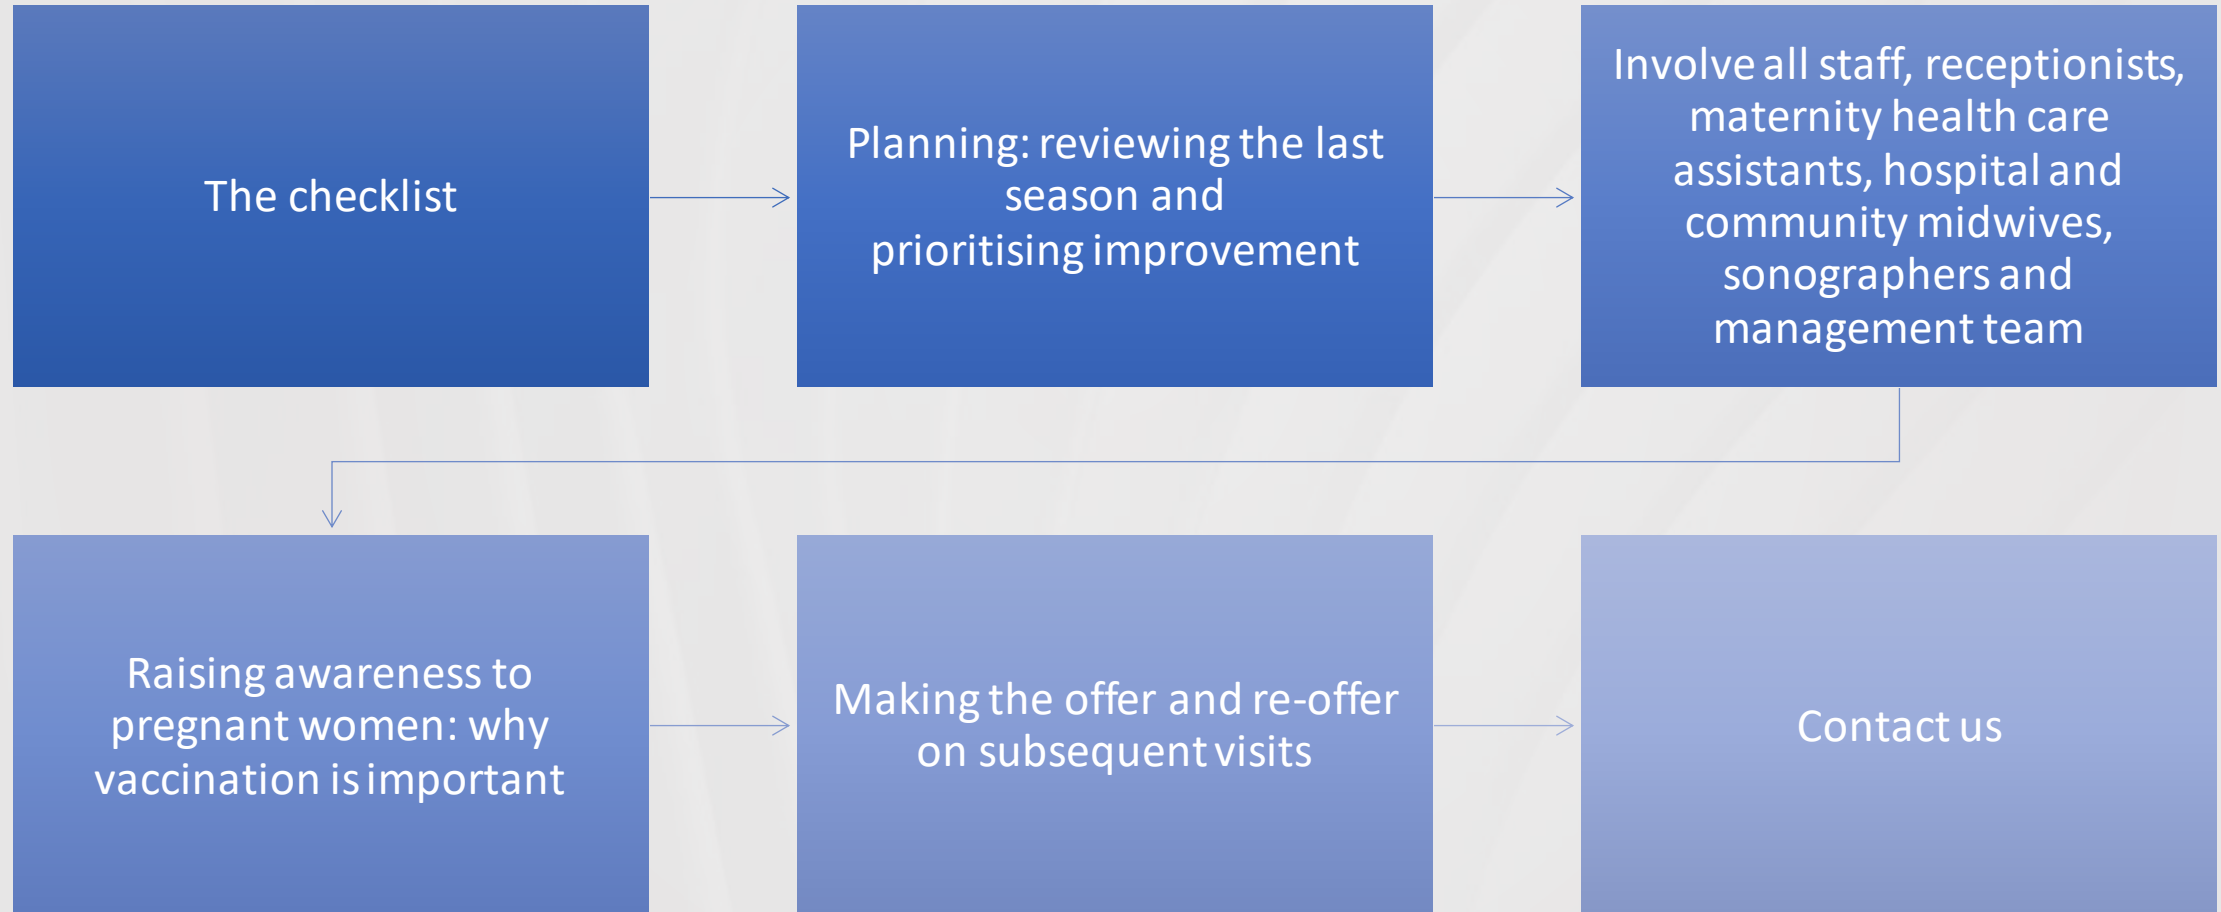 The checklist
Planning: reviewing the last
season and
prioritising improvement
Involve all staff, receptionists,
maternity health care
assistants, hospital and
community midwives,
sonographers and
management team
Raising awareness to
pregnant women: why
vaccination is important
Making the offer and re-offer
on subsequent visits
Contact us